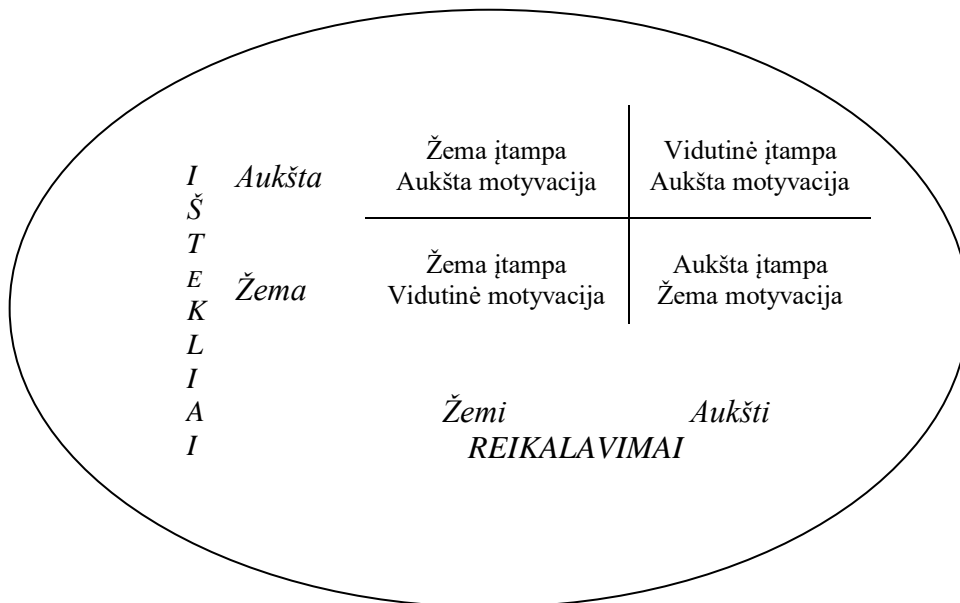 Žema įtampa
Aukšta motyvacija
Vidutinė įtampa
Aukšta motyvacija
Aukšta
Žema įtampa
Vidutinė motyvacija
Aukšta įtampa
Žema motyvacija
Žema
I
Š
T
E
K
L
I
A
I
Žemi
Aukšti
REIKALAVIMAI